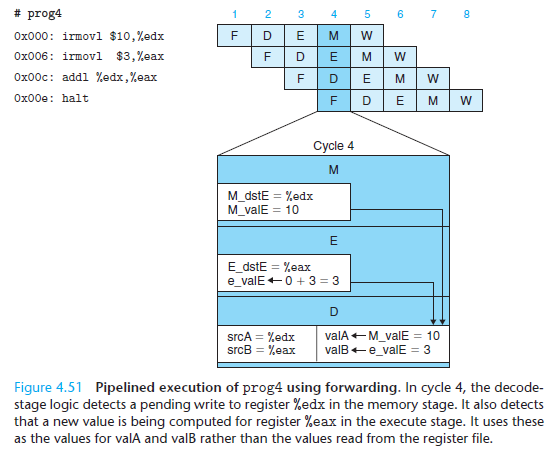 # prog4 1 2 3 4 5 6 7 8
0x000: irmovl $10,%edx F D E M W
0x006: irmovl $3,%eax F D E M W
0x00c: addl %edx,%eax F D E M W
0x00e: halt F D E M W
Cycle 4
M
M_dstE = %edx
M_valE = 10
E
E_dstE = %eax
e_valE ← 0 + 3 = 3
D
srcA = %edx valA ← M_valE = 10
srcB = %eax valB ← e_valE = 3
Figure 4.51 Pipelined execution of prog4 using forwarding. In cycle 4, the decode-
stage logic detects a pending write to register %edx in the memory stage. It also detects
that a new value is being computed for register %eax in the execute stage. It uses these
as the values for valA and valB rather than the values read from the register file.